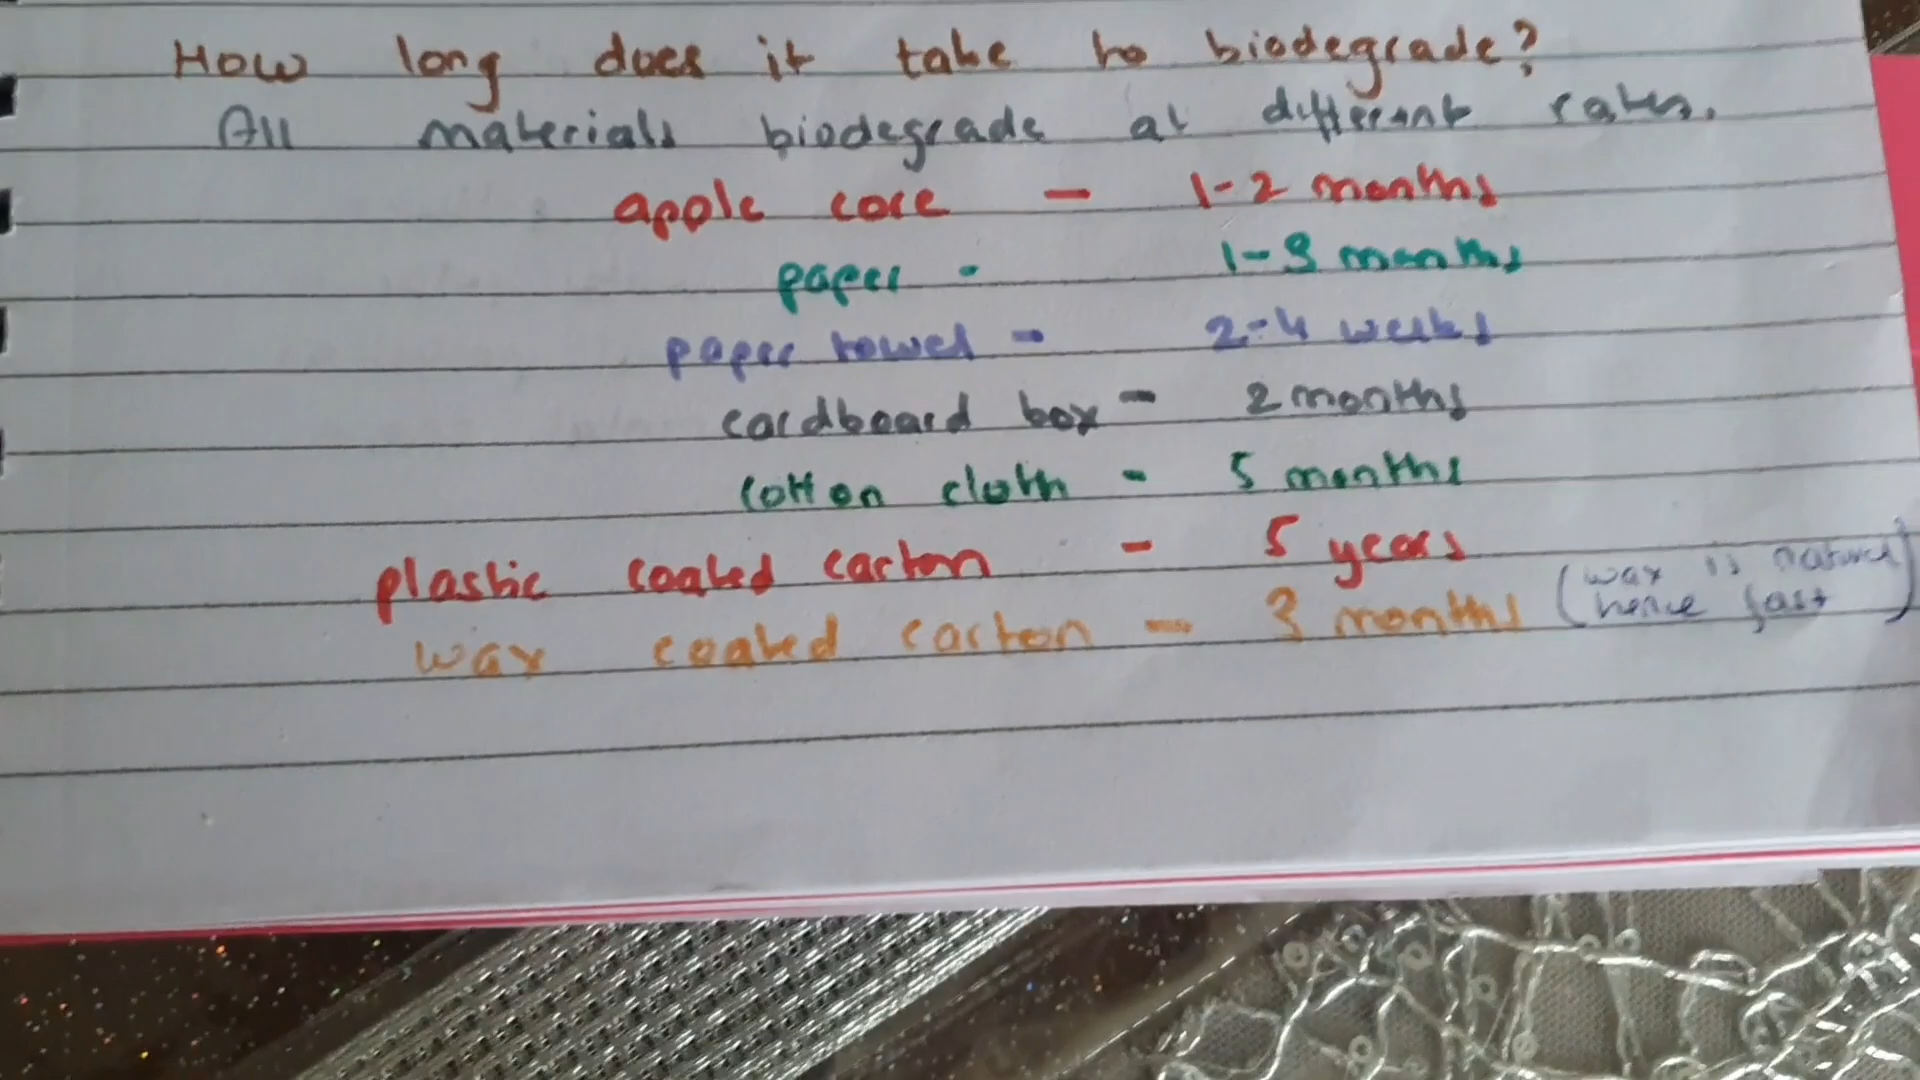 How long does it take to biodegrade?
All materials biodegrade at different rates.
apple core - 1-2 months
paper - 1-3 months
paper towel - 2-4 weeks
cardboard box - 2 months
cotton cloth - 5 months
plastic coated carton - 5 years
wax coated carton - 3 months (wax is natural
hence fast)